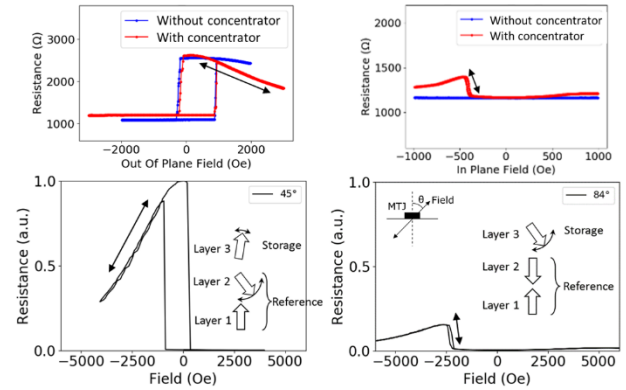 Without concentrator
With concentrator
Resistance (Ω)
3000
2000
1000
−2000
0
2000
Out Of Plane Field (Oe)
Without concentrator
With concentrator
Resistance (Ω)
2100
1600
1100
600
−1000
−500
0
500
1000
In Plane Field (Oe)
45°
Resistance (a.u.)
1.0
0.5
0.0
−5000
−2500
0
2500
5000
Field (Oe)
Layer 3
Storage
Layer 2
Reference
Layer 1
84°
Resistance (a.u.)
1.0
0.5
0.0
−5000
−2500
0
2500
5000
Field (Oe)
θ
Field
MTJ
Layer 3
Storage
Layer 2
Reference
Layer 1